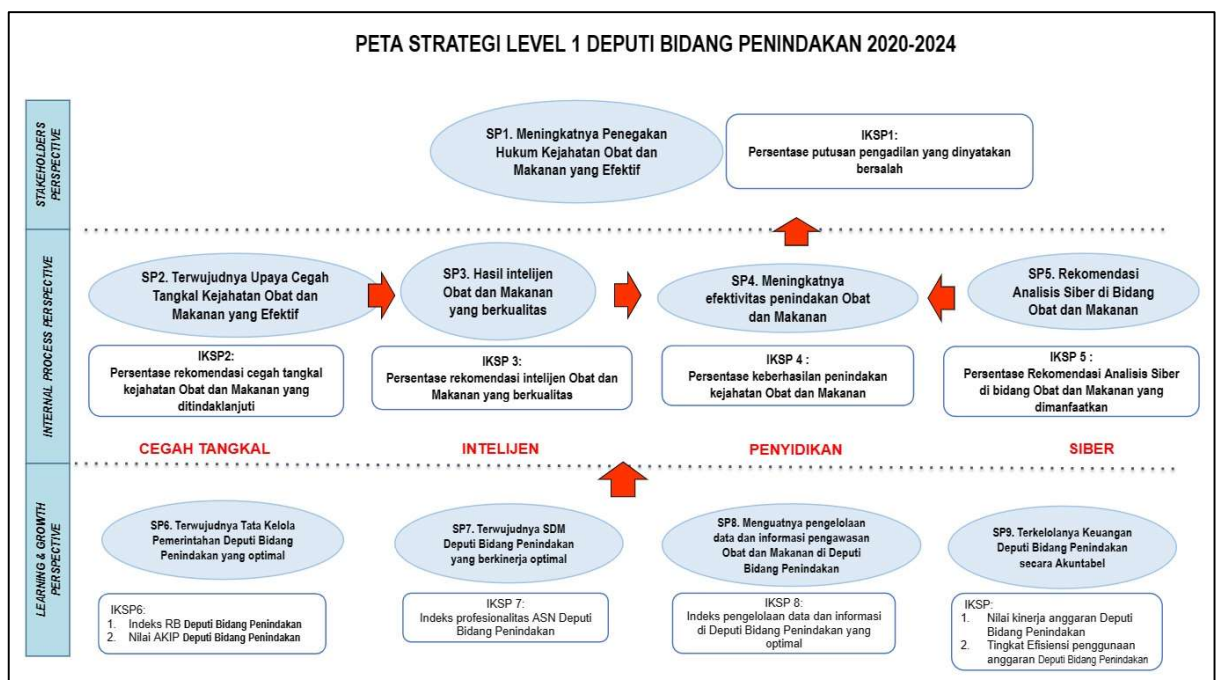 PETA STRATEGI LEVEL 1 DEPUTI BIDANG PENINDAKAN 2020-2024
STAKEHOLDERS
PERSPECTIVE
SP1. Meningkatnya Penegakan
Hukum Kejahatan Obat dan
Makanan yang Efektif
IKSP1:
Persentase putusan pengadilan yang dinyatakan
bersalah
INTERNAL PROCESS PERSPECTIVE
SP2. Terwujudnya Upaya Cegah
Tangkal Kejahatan Obat dan
Makanan yang Efektif
SP3. Hasil intelijen
Obat dan Makanan
yang berkualitas
SP4. Meningkatnya
efektivitas penindakan Obat
dan Makanan
SP5. Rekomendasi
Analisis Siber di Bidang
Obat dan Makanan
IKSP2:
Persentase rekomendasi cegah tangkal
kejahatan Obat dan Makanan yang
ditindaklanjuti
IKSP 3:
Persentase rekomendasi intelijen Obat dan
Makanan yang berkualitas
IKSP 4 :
Persentase keberhasilan penindakan
kejahatan Obat dan Makanan
IKSP 5 :
Persentase Rekomendasi Analisis Siber
di bidang Obat dan Makanan yang
dimanfaatkan
CEGAH TANGKAL
INTELIJEN
PENYIDIKAN
SIBER
LEARNING & GROWTH
PERSPECTIVE
SP6. Terwujudnya Tata Kelola
Pemerintahan Deputi Bidang
Penindakan yang optimal
SP7. Terwujudnya SDM
Deputi Bidang Penindakan
yang berkinerja optimal
SP8. Menguatnya pengelolaan
data dan informasi pengawasan
Obat dan Makanan di Deputi
Bidang Penindakan
SP9. Terkelolanya Keuangan
Deputi Bidang Penindakan
secara Akuntabel
IKSP6:
1. Indeks RB Deputi Bidang Penindakan
2. Nilai AKIP Deputi Bidang Penindakan
IKSP 7:
Indeks profesionalitas ASN Deputi
Bidang Penindakan
IKSP 8:
Indeks pengelolaan data dan informasi
di Deputi Bidang Penindakan yang
optimal
IKSP:
1. Nilai kinerja anggaran Deputi
Bidang Penindakan
2. Tingkat Efisiensi penggunaan
anggaran Deputi Bidang Penindakan